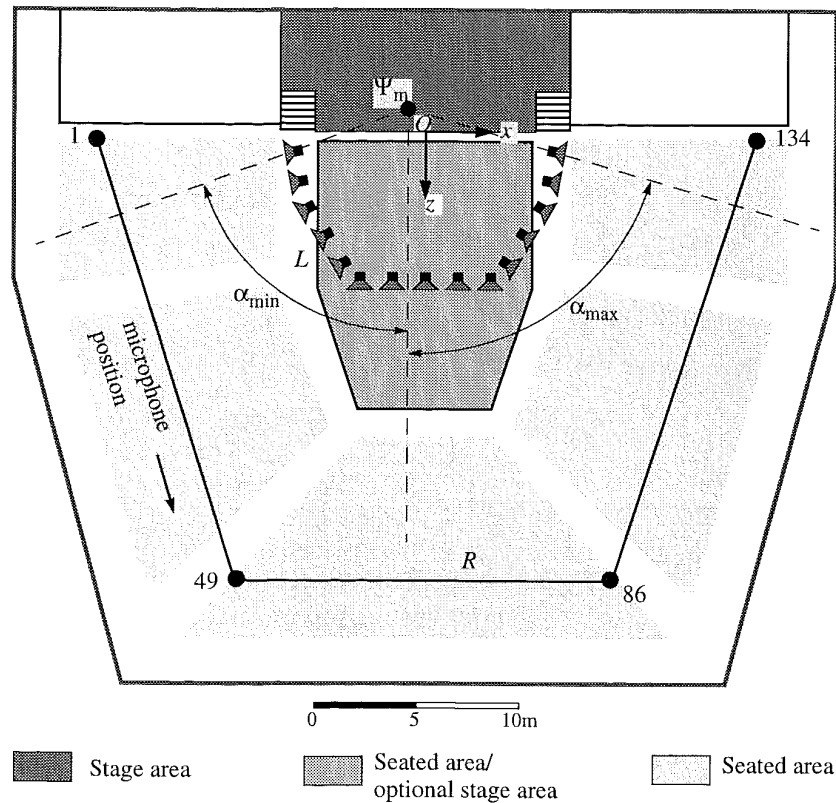 Ψm
O
x
1
134
z
L
αmin
αmax
microphone
position
R
49
86
0
5
10m
Stage area
Seated area/
optional stage area
Seated area